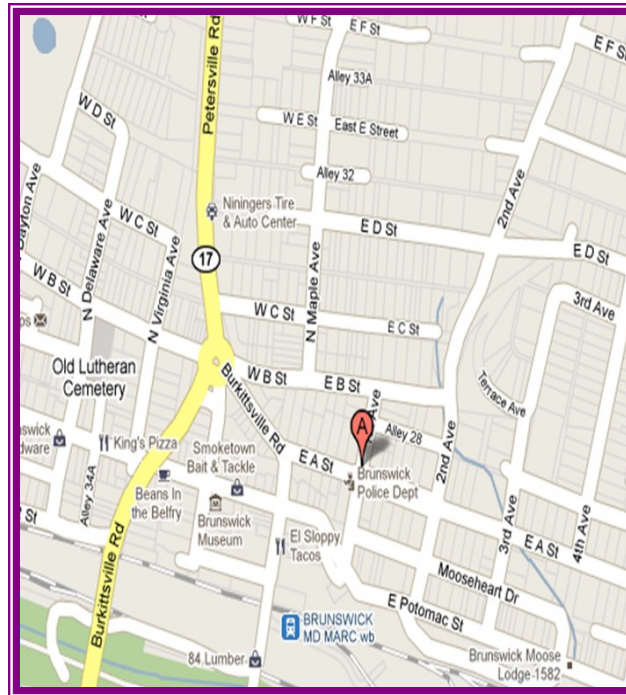 W F St
E F St
E F St
Alley 33A
Petersville Rd
W D St
W E St
East E Street
Alley 32
Dayton Ave
Niningers Tire
& Auto Center
2nd Ave
W C St
E D St
E D St
17
N Delaware Ave
N Virginia Ave
N Maple Ave
W B St
3rd Ave
W C St
E C St
Old Lutheran
Cemetery
W B St
E B St
Terrace Ave
Burkittsville Rd
A
Alley 28
2nd Ave
King's Pizza
Smoketown
Bait & Tackle
E A St
Brunswick
Police Dept
Alley 34A
Beans In
the Belfry
Brunswick
Museum
El Sloppy
Tacos
3rd Ave
E A St
4th Ave
Burkittsville Rd
Mooseheart Dr
E Potomac St
BRUNSWICK
MD MARC wb
84 Lumber
Brunswick Moose
Lodge 1582